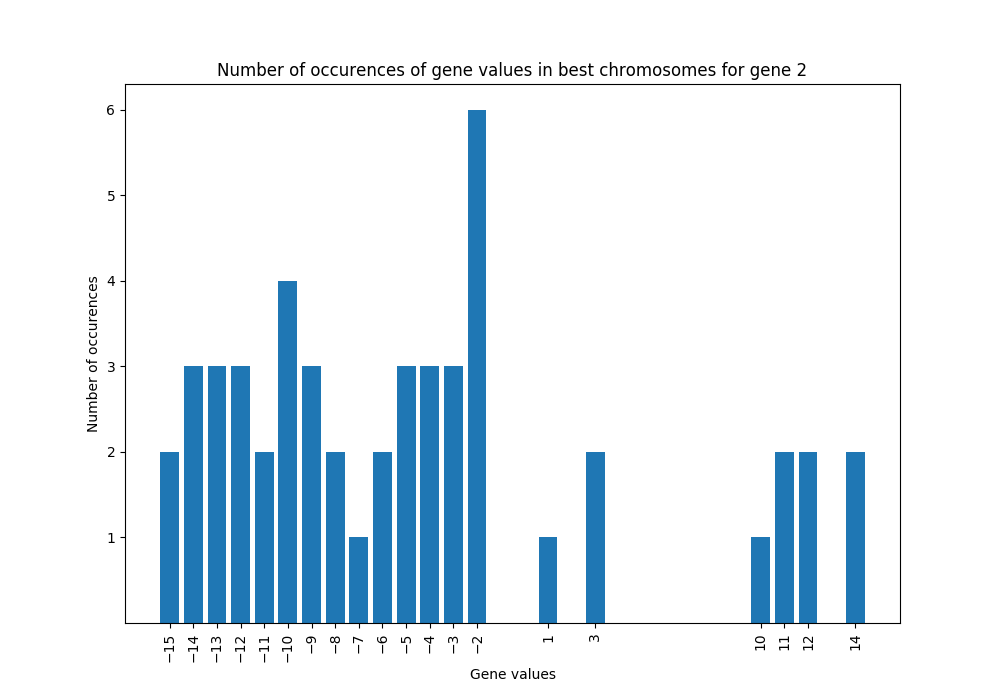 Number of occurences of gene values in best chromosomes for gene 2
6
5
4
3
2
1
Number of occurences
−15 −14 −13 −12 −11 −10 −9 −8 −7 −6 −5 −4 −3 −2 1 3 10 11 12 14
Gene values